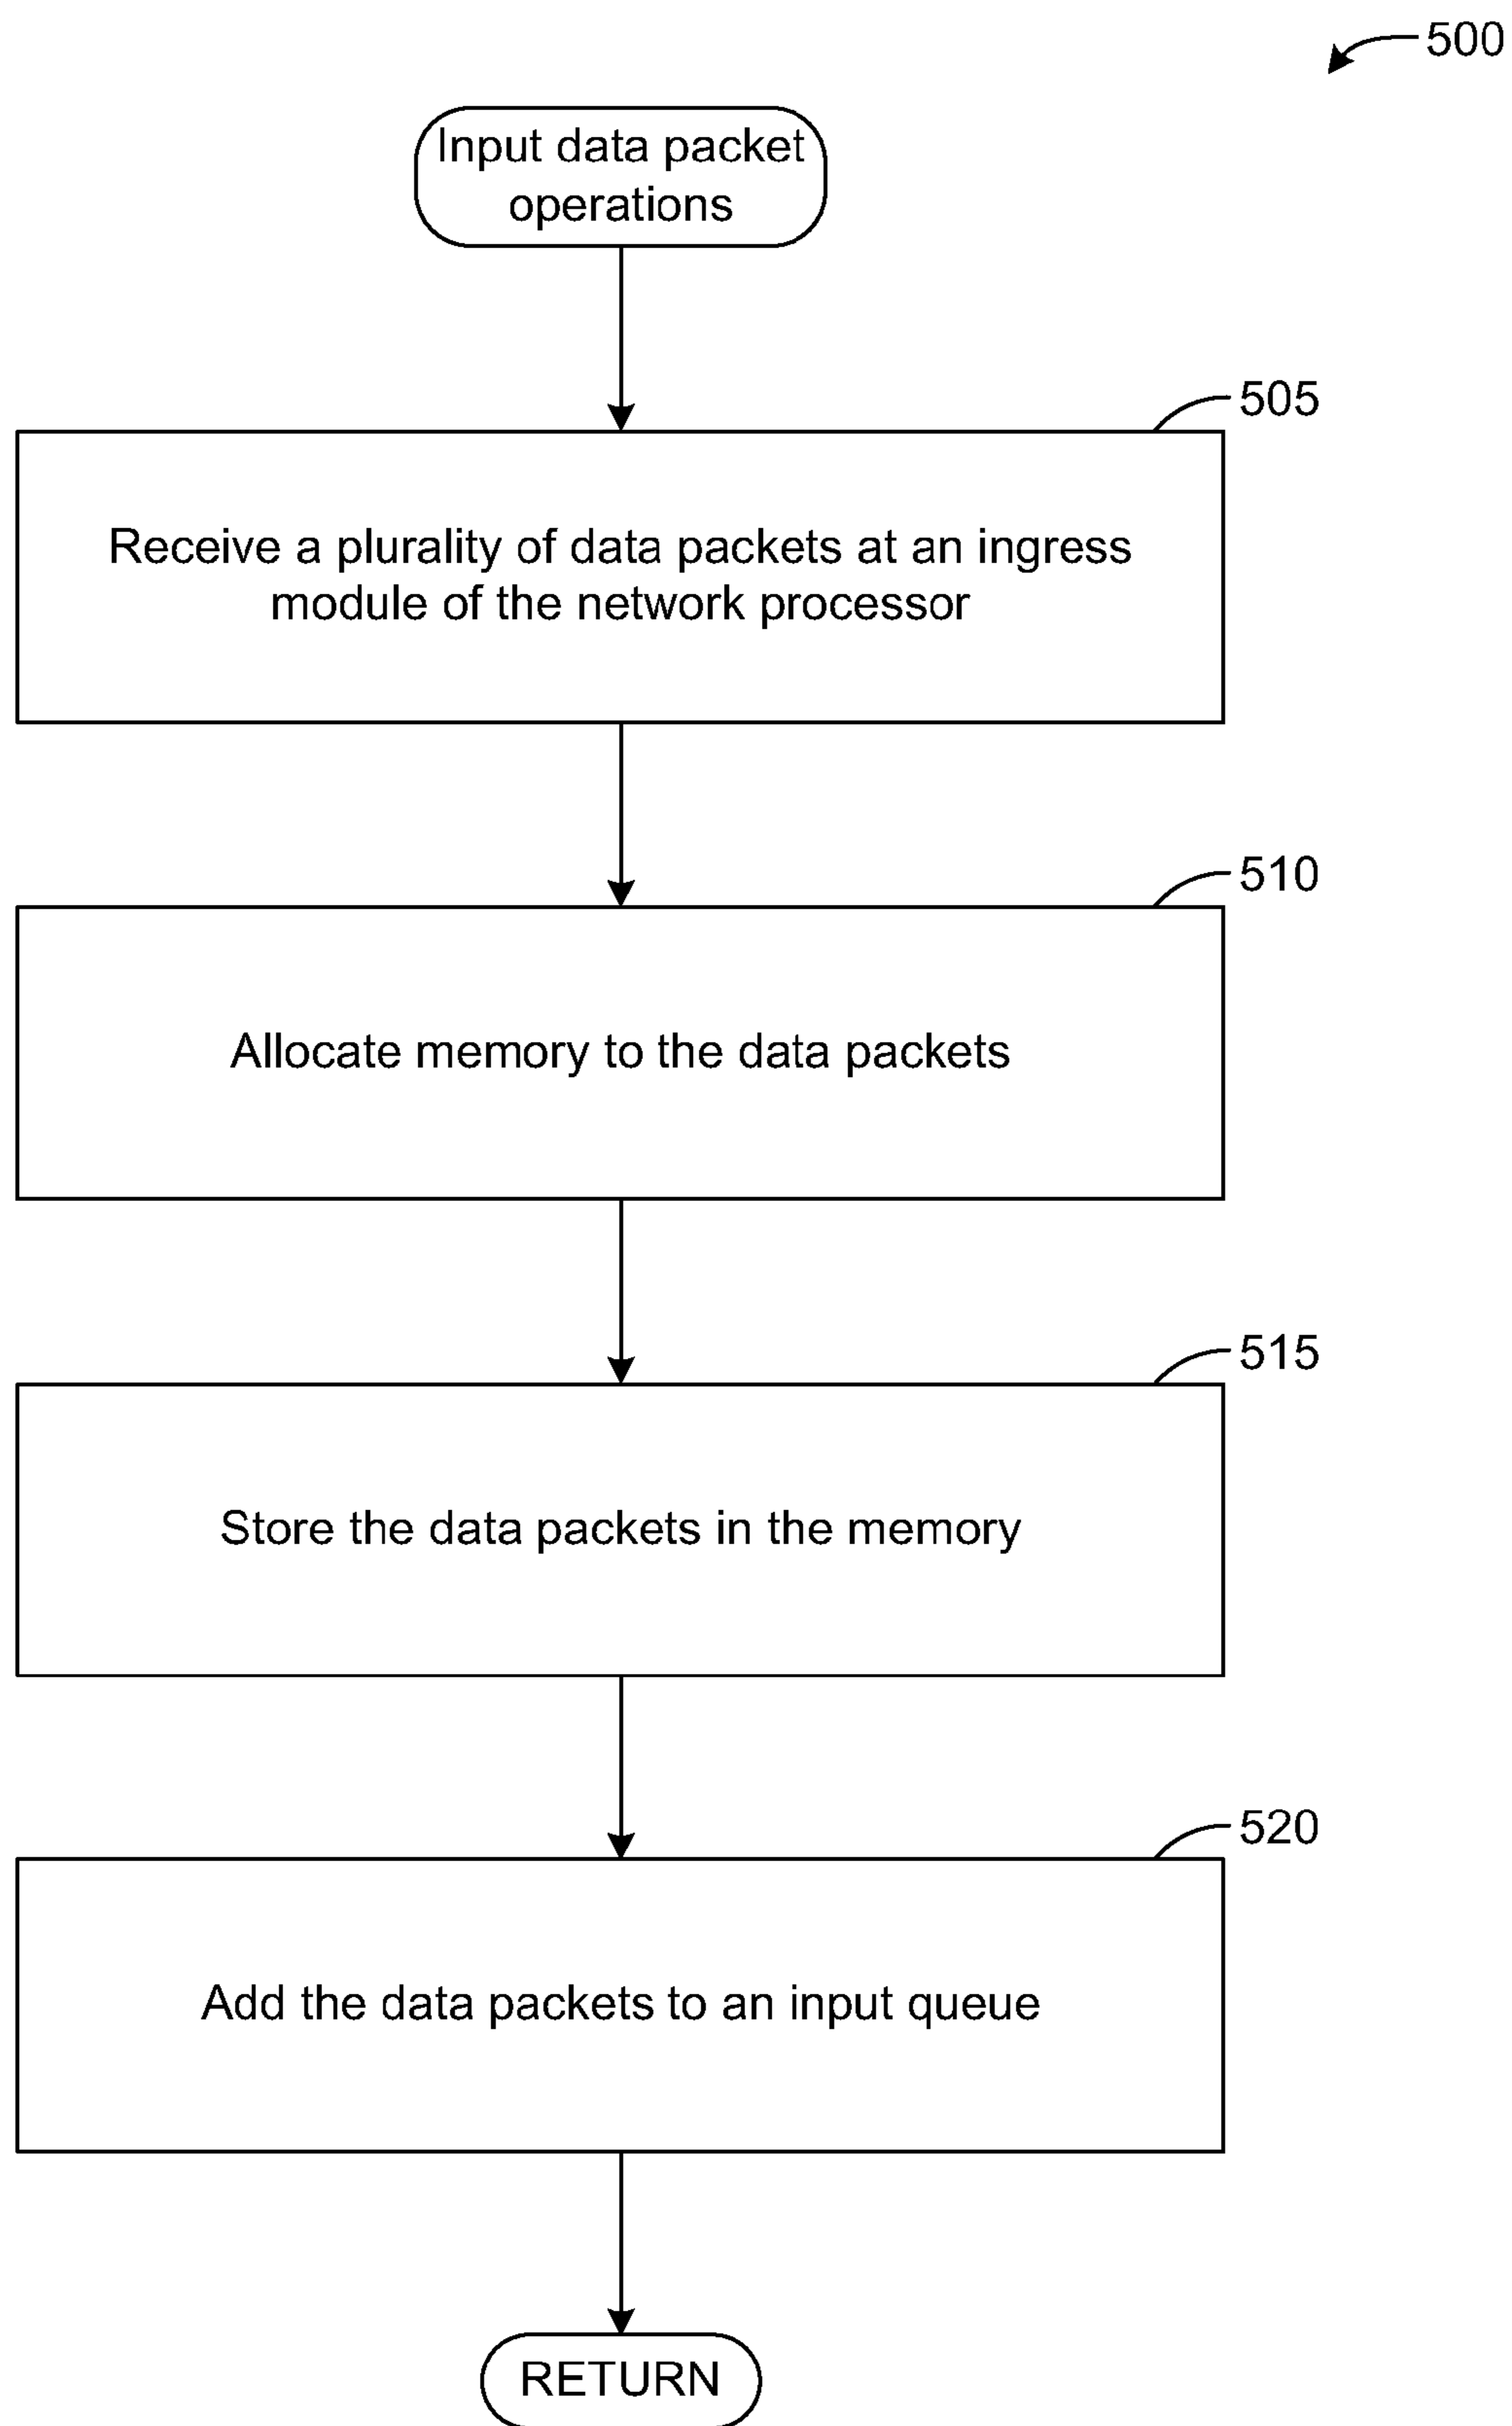 500
Input data packet
operations
505
Receive a plurality of data packets at an ingress
module of the network processor
510
Allocate memory to the data packets
515
Store the data packets in the memory
520
Add the data packets to an input queue
RETURN